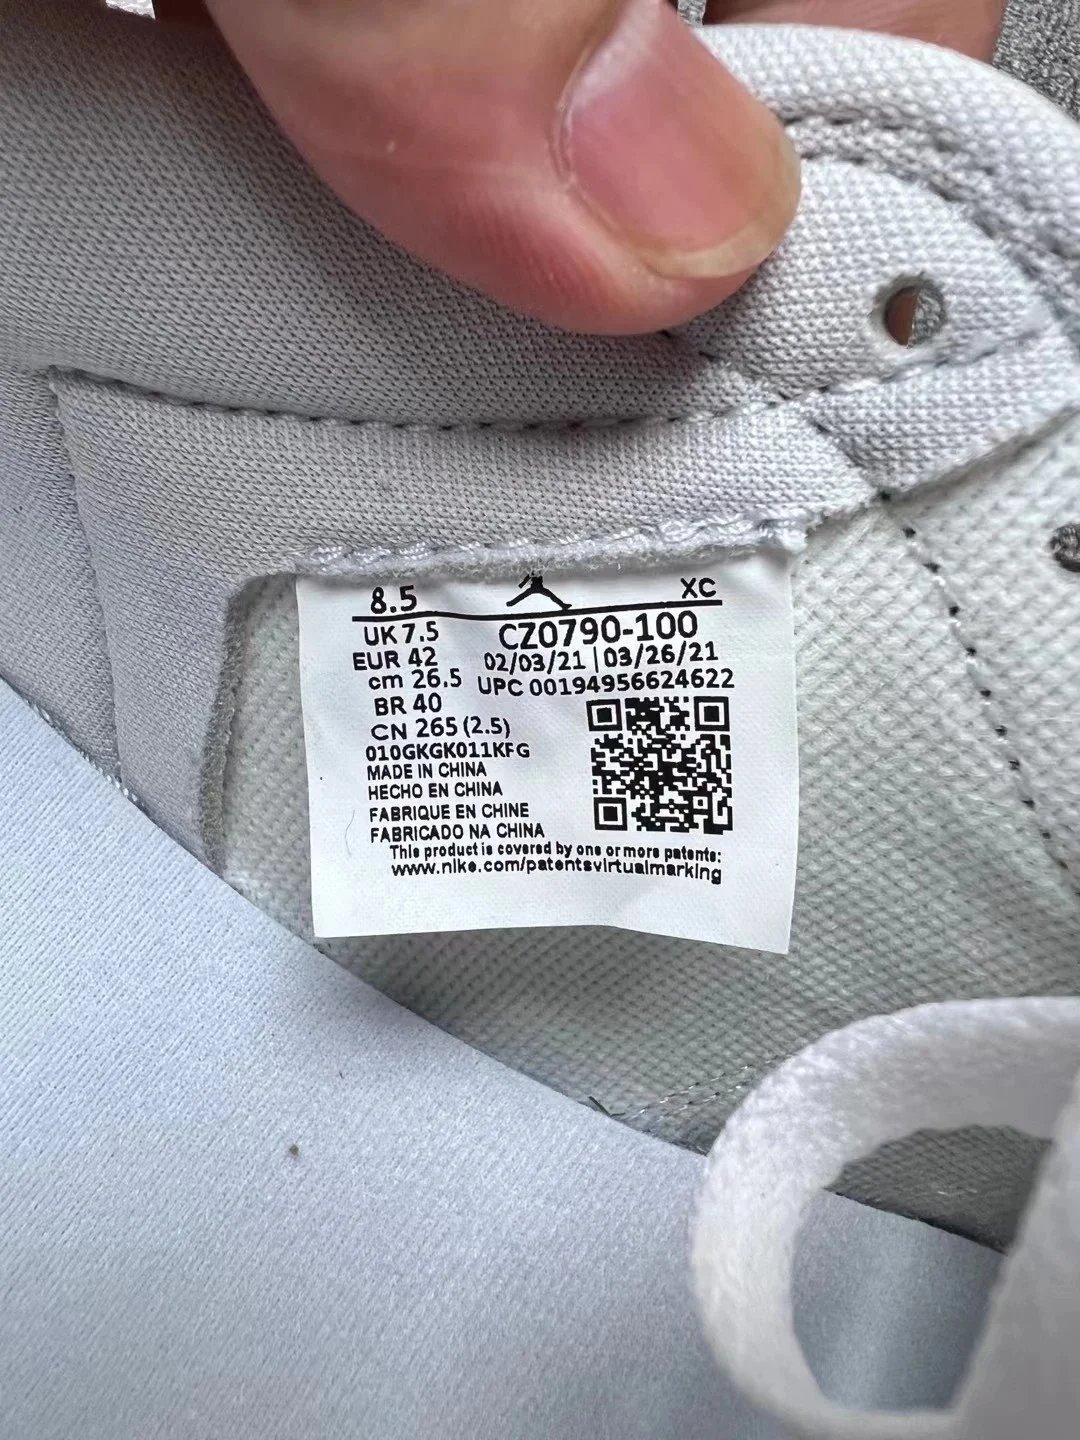 8.5 XC
UK 7.5 CZ0790-100
EUR 42 02/03/21 | 03/26/21
cm 26.5 UPC 00194956624622
BR 40
CN 265 (2.5)
010GKGK011KFG
MADE IN CHINA
HECHO EN CHINA
FABRIQUE EN CHINE
FABRICADO NA CHINA
This product is covered by one or more patents:
www.nike.com/patentsvirtualmarking